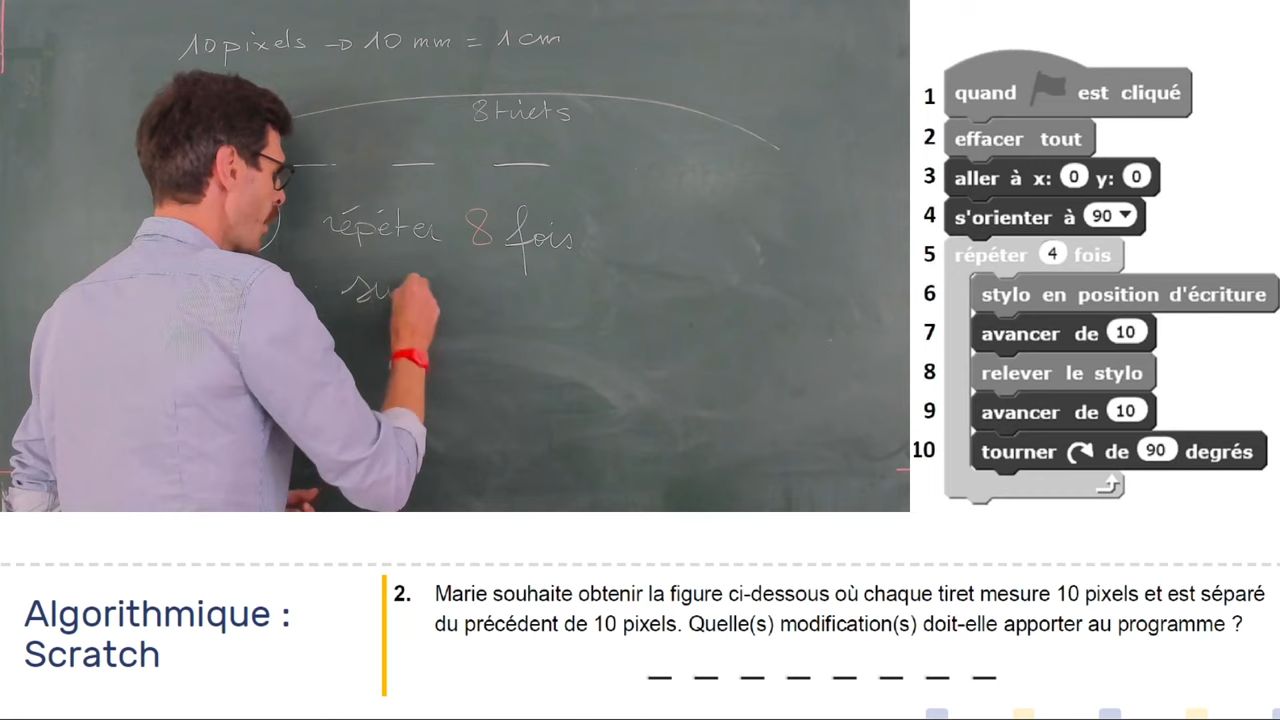 10 pixels → 10 mm = 1 cm
8 tirets
répéter 8 fois
su
1 quand est cliqué
2 effacer tout
3 aller à x: 0 y: 0
4 s'orienter à 90
5 répéter 4 fois
6 stylo en position d'écriture
7 avancer de 10
8 relever le stylo
9 avancer de 10
10 tourner de 90 degrés
Algorithmique :
Scratch
2. Marie souhaite obtenir la figure ci-dessous où chaque tiret mesure 10 pixels et est séparé
du précédent de 10 pixels. Quelle(s) modification(s) doit-elle apporter au programme ?